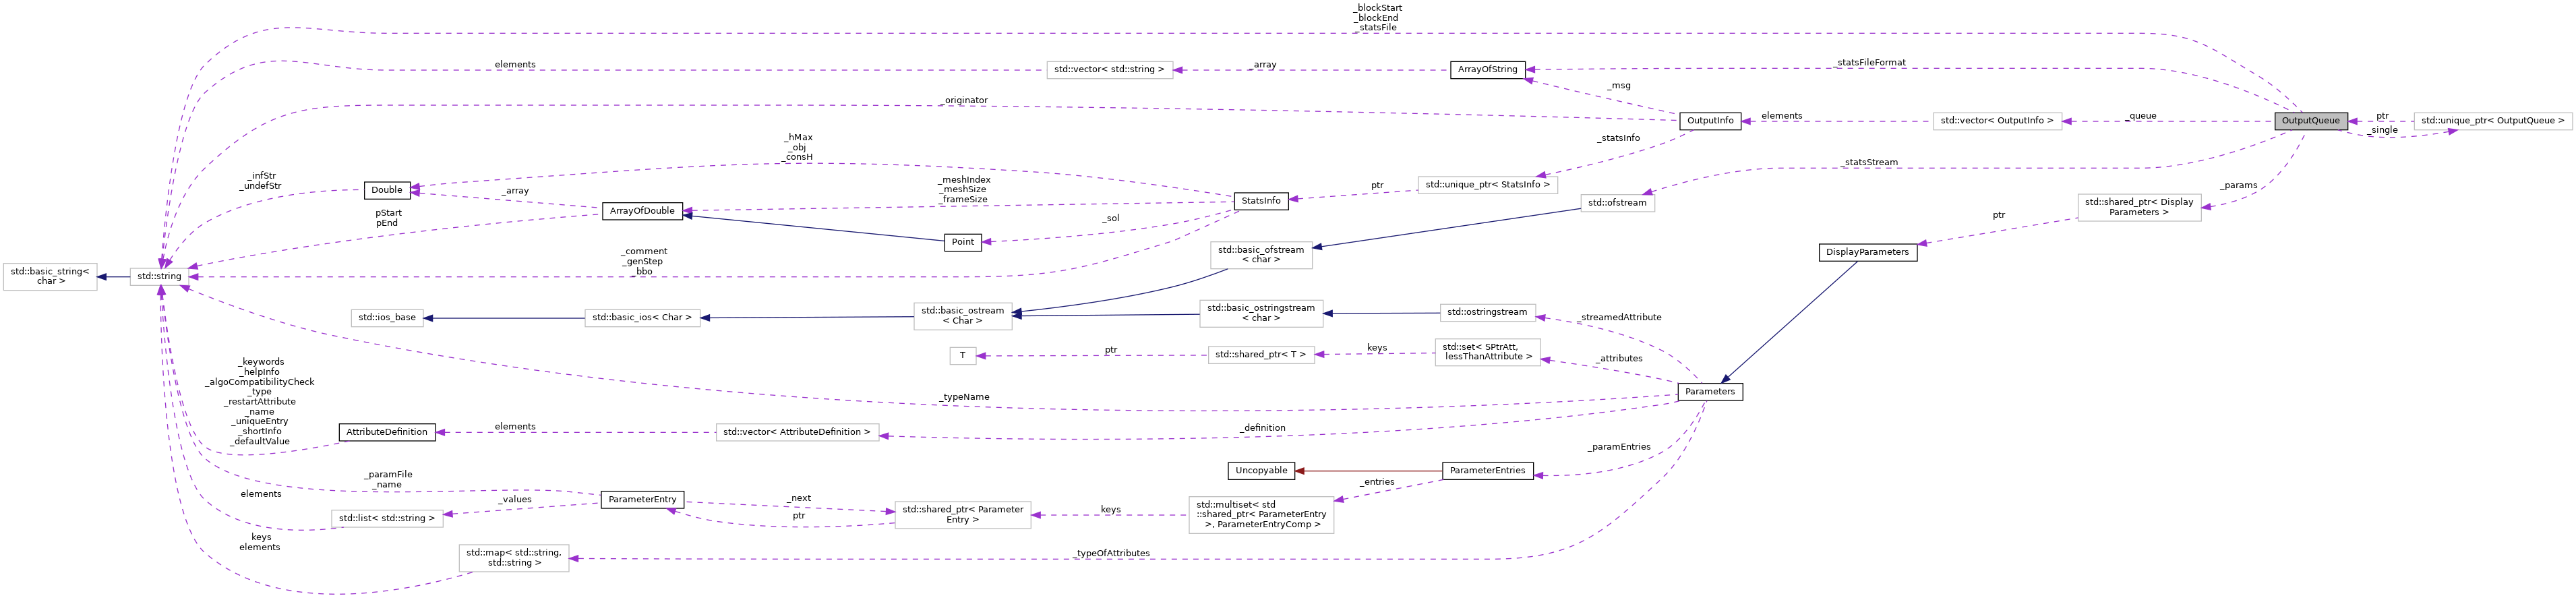 _blockStart
_blockEnd
_statsFile
elements
std::vector< std::string >
_array
ArrayOfString
_statsFileFormat
_msg
_originator
OutputInfo
elements
std::vector< OutputInfo >
_queue
OutputQueue
ptr
_single
std::unique_ptr< OutputQueue >
_hMax
_obj
_consH
_statsInfo
_statsStream
_infStr
_undefStr
Double
_array
_meshIndex
_meshSize
_frameSize
ptr
std::unique_ptr< StatsInfo >
_params
pStart
pEnd
ArrayOfDouble
StatsInfo
std::ofstream
std::shared_ptr< Display
Parameters >
_sol
ptr
Point
std::basic_ofstream
< char >
DisplayParameters
_comment
_genStep
_bbo
std::basic_string<
char >
std::string
std::ios_base
std::basic_ios< Char >
std::basic_ostream
< Char >
std::basic_ostringstream
< char >
std::ostringstream
_streamedAttribute
T
ptr
std::shared_ptr< T >
keys
std::set< SPtrAtt,
lessThanAttribute >
_attributes
Parameters
_typeName
_keywords
_helpInfo
_algoCompatibilityCheck
_type
_restartAttribute
_name
_uniqueEntry
_shortInfo
_defaultValue
AttributeDefinition
elements
std::vector< AttributeDefinition >
_definition
_paramEntries
Uncopyable
ParameterEntries
_paramFile
_name
_entries
elements
ParameterEntry
_values
_next
ptr
std::list< std::string >
std::shared_ptr< Parameter
Entry >
keys
std::multiset< std
::shared_ptr< ParameterEntry
>, ParameterEntryComp >
keys
elements
std::map< std::string,
std::string >
_typeOfAttributes